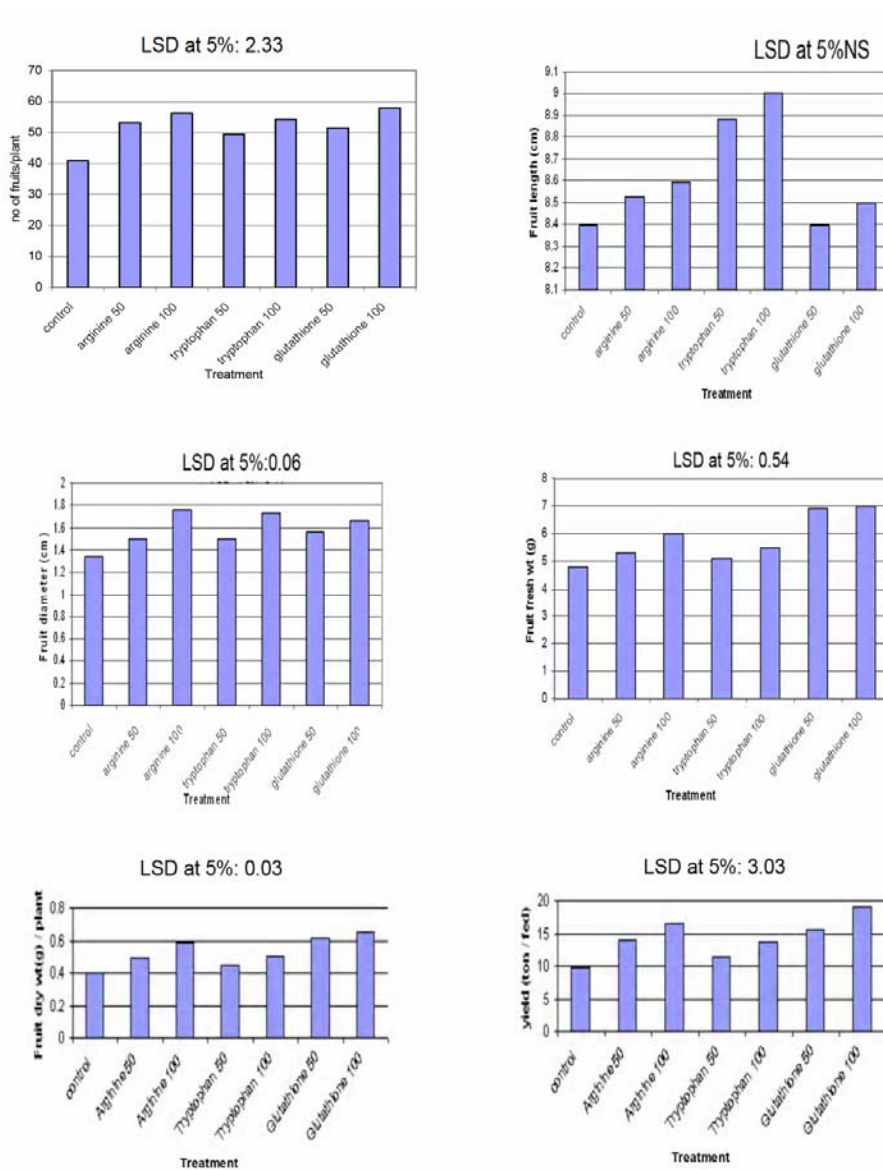 LSD at 5%: 2.33
no of fruits/plant
70
60
50
40
30
20
10
0
control
arginine 50
arginine 100
tryptophan 50
tryptophan 100
glutathione 50
glutathione 100
Treatment
LSD at 5%NS
Fruit length (cm)
9.1
9
8.9
8.8
8.7
8.6
8.5
8.4
8.3
8.2
8.1
control
arginine 50
arginine 100
tryptophan 50
tryptophan 100
glutathione 50
glutathione 100
Treatment
LSD at 5%:0.06
Fruit diameter (cm)
2
1.8
1.6
1.4
1.2
1
0.8
0.6
0.4
0.2
0
control
arginine 50
arginine 100
tryptophan 50
tryptophan 100
glutathione 50
glutathione 100
Treatment
LSD at 5%: 0.54
Fruit fresh wt (g)
8
7
6
5
4
3
2
1
0
control
arginine 50
arginine 100
tryptophan 50
tryptophan 100
glutathione 50
glutathione 100
Treatment
LSD at 5%: 0.03
Fruit dry wt(g) / plant
0.8
0.6
0.4
0.2
0
control
Arginine 50
Arginine 100
Tryptophan 50
Tryptophan 100
Glutathione 50
Glutathione 100
Treatment
LSD at 5%: 3.03
yield (ton / fed)
20
15
10
5
0
control
Arginine 50
Arginine 100
Tryptophan 50
Tryptophan 100
Glutathione 50
Glutathione 100
Treatment